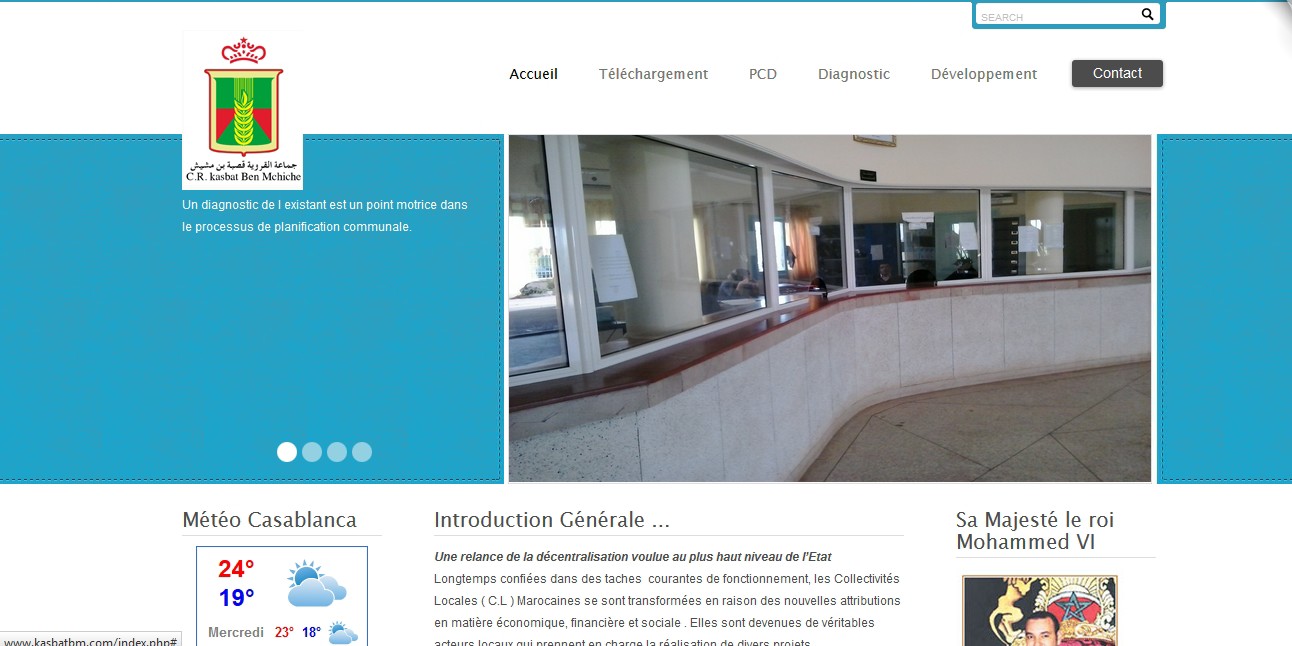 SEARCH
Accueil
Téléchargement
PCD
Diagnostic
Développement
Contact
جماعة القروية قصبة بن مشيش
C.R. kasbat Ben Mchiche
Un diagnostic de l existant est un point motrice dans
le processus de planification communale.
Météo Casablanca
24°
19°
Mercredi 23° 18°
Introduction Générale ...
Une relance de la décentralisation voulue au plus haut niveau de l'Etat
Longtemps confiées dans des taches courantes de fonctionnement, les Collectivités
Locales ( C.L ) Marocaines se sont transformées en raison des nouvelles attributions
en matière économique, financière et sociale . Elles sont devenues de véritables
acteurs locaux qui prennent en charge la réalisation de divers projets
Sa Majesté le roi
Mohammed VI
www.kasbatbm.com/index.php#